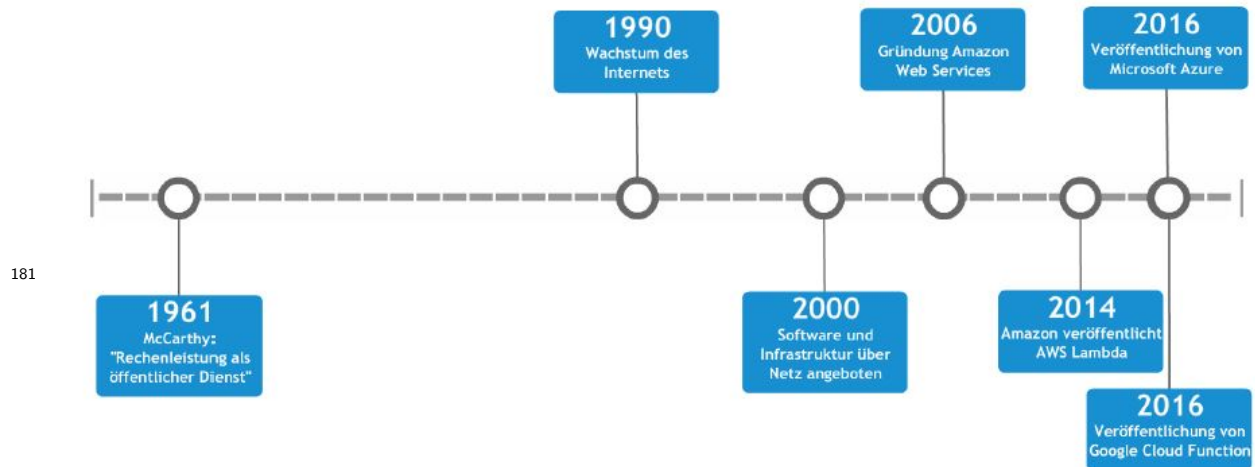 1990
Wachstum des
Internets
2006
Gründung Amazon
Web Services
2016
Veröffentlichung von
Microsoft Azure
181
1961
McCarthy:
"Rechenleistung als
öffentlicher Dienst"
2000
Software und
Infrastruktur über
Netz angeboten
2014
Amazon veröffentlicht
AWS Lambda
2016
Veröffentlichung von
Google Cloud Function